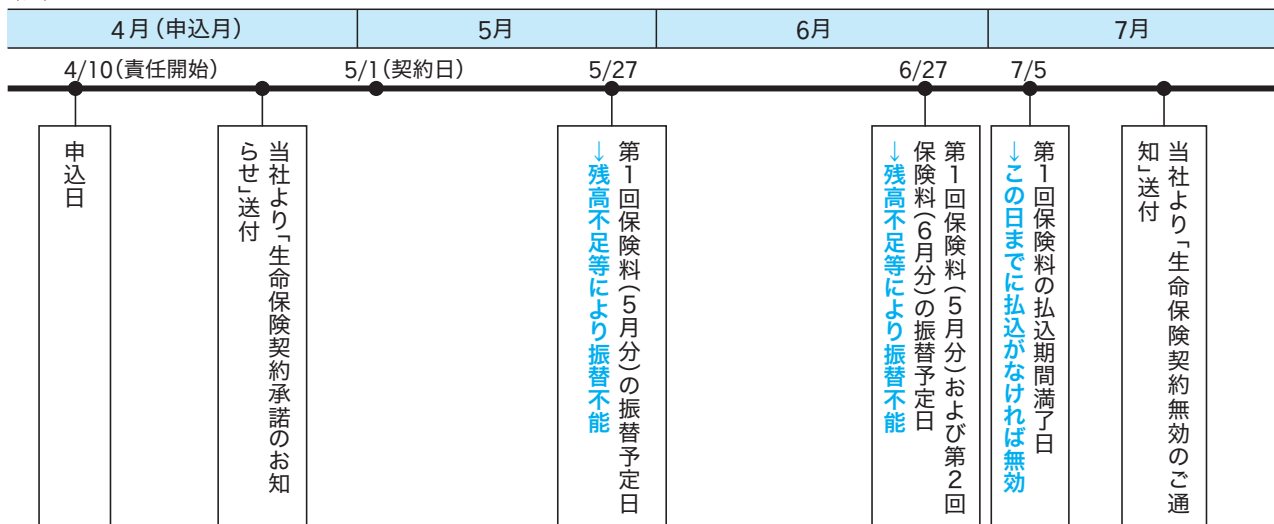 4月(申込月)
5月
6月
7月
4/10(責任開始)
5/1(契約日)
5/27
6/27
7/5
申込日
当社より「生命保険契約承諾のお知
らせ」送付
第1回保険料(5月分)の振替予定日
↓残高不足等により振替不能
第1回保険料(5月分)および第2回
保険料(6月分)の振替予定日
↓残高不足等により振替不能
第1回保険料の払込期間満了日
↓この日までに払込がなければ無効
当社より「生命保険契約無効のご通
知」送付